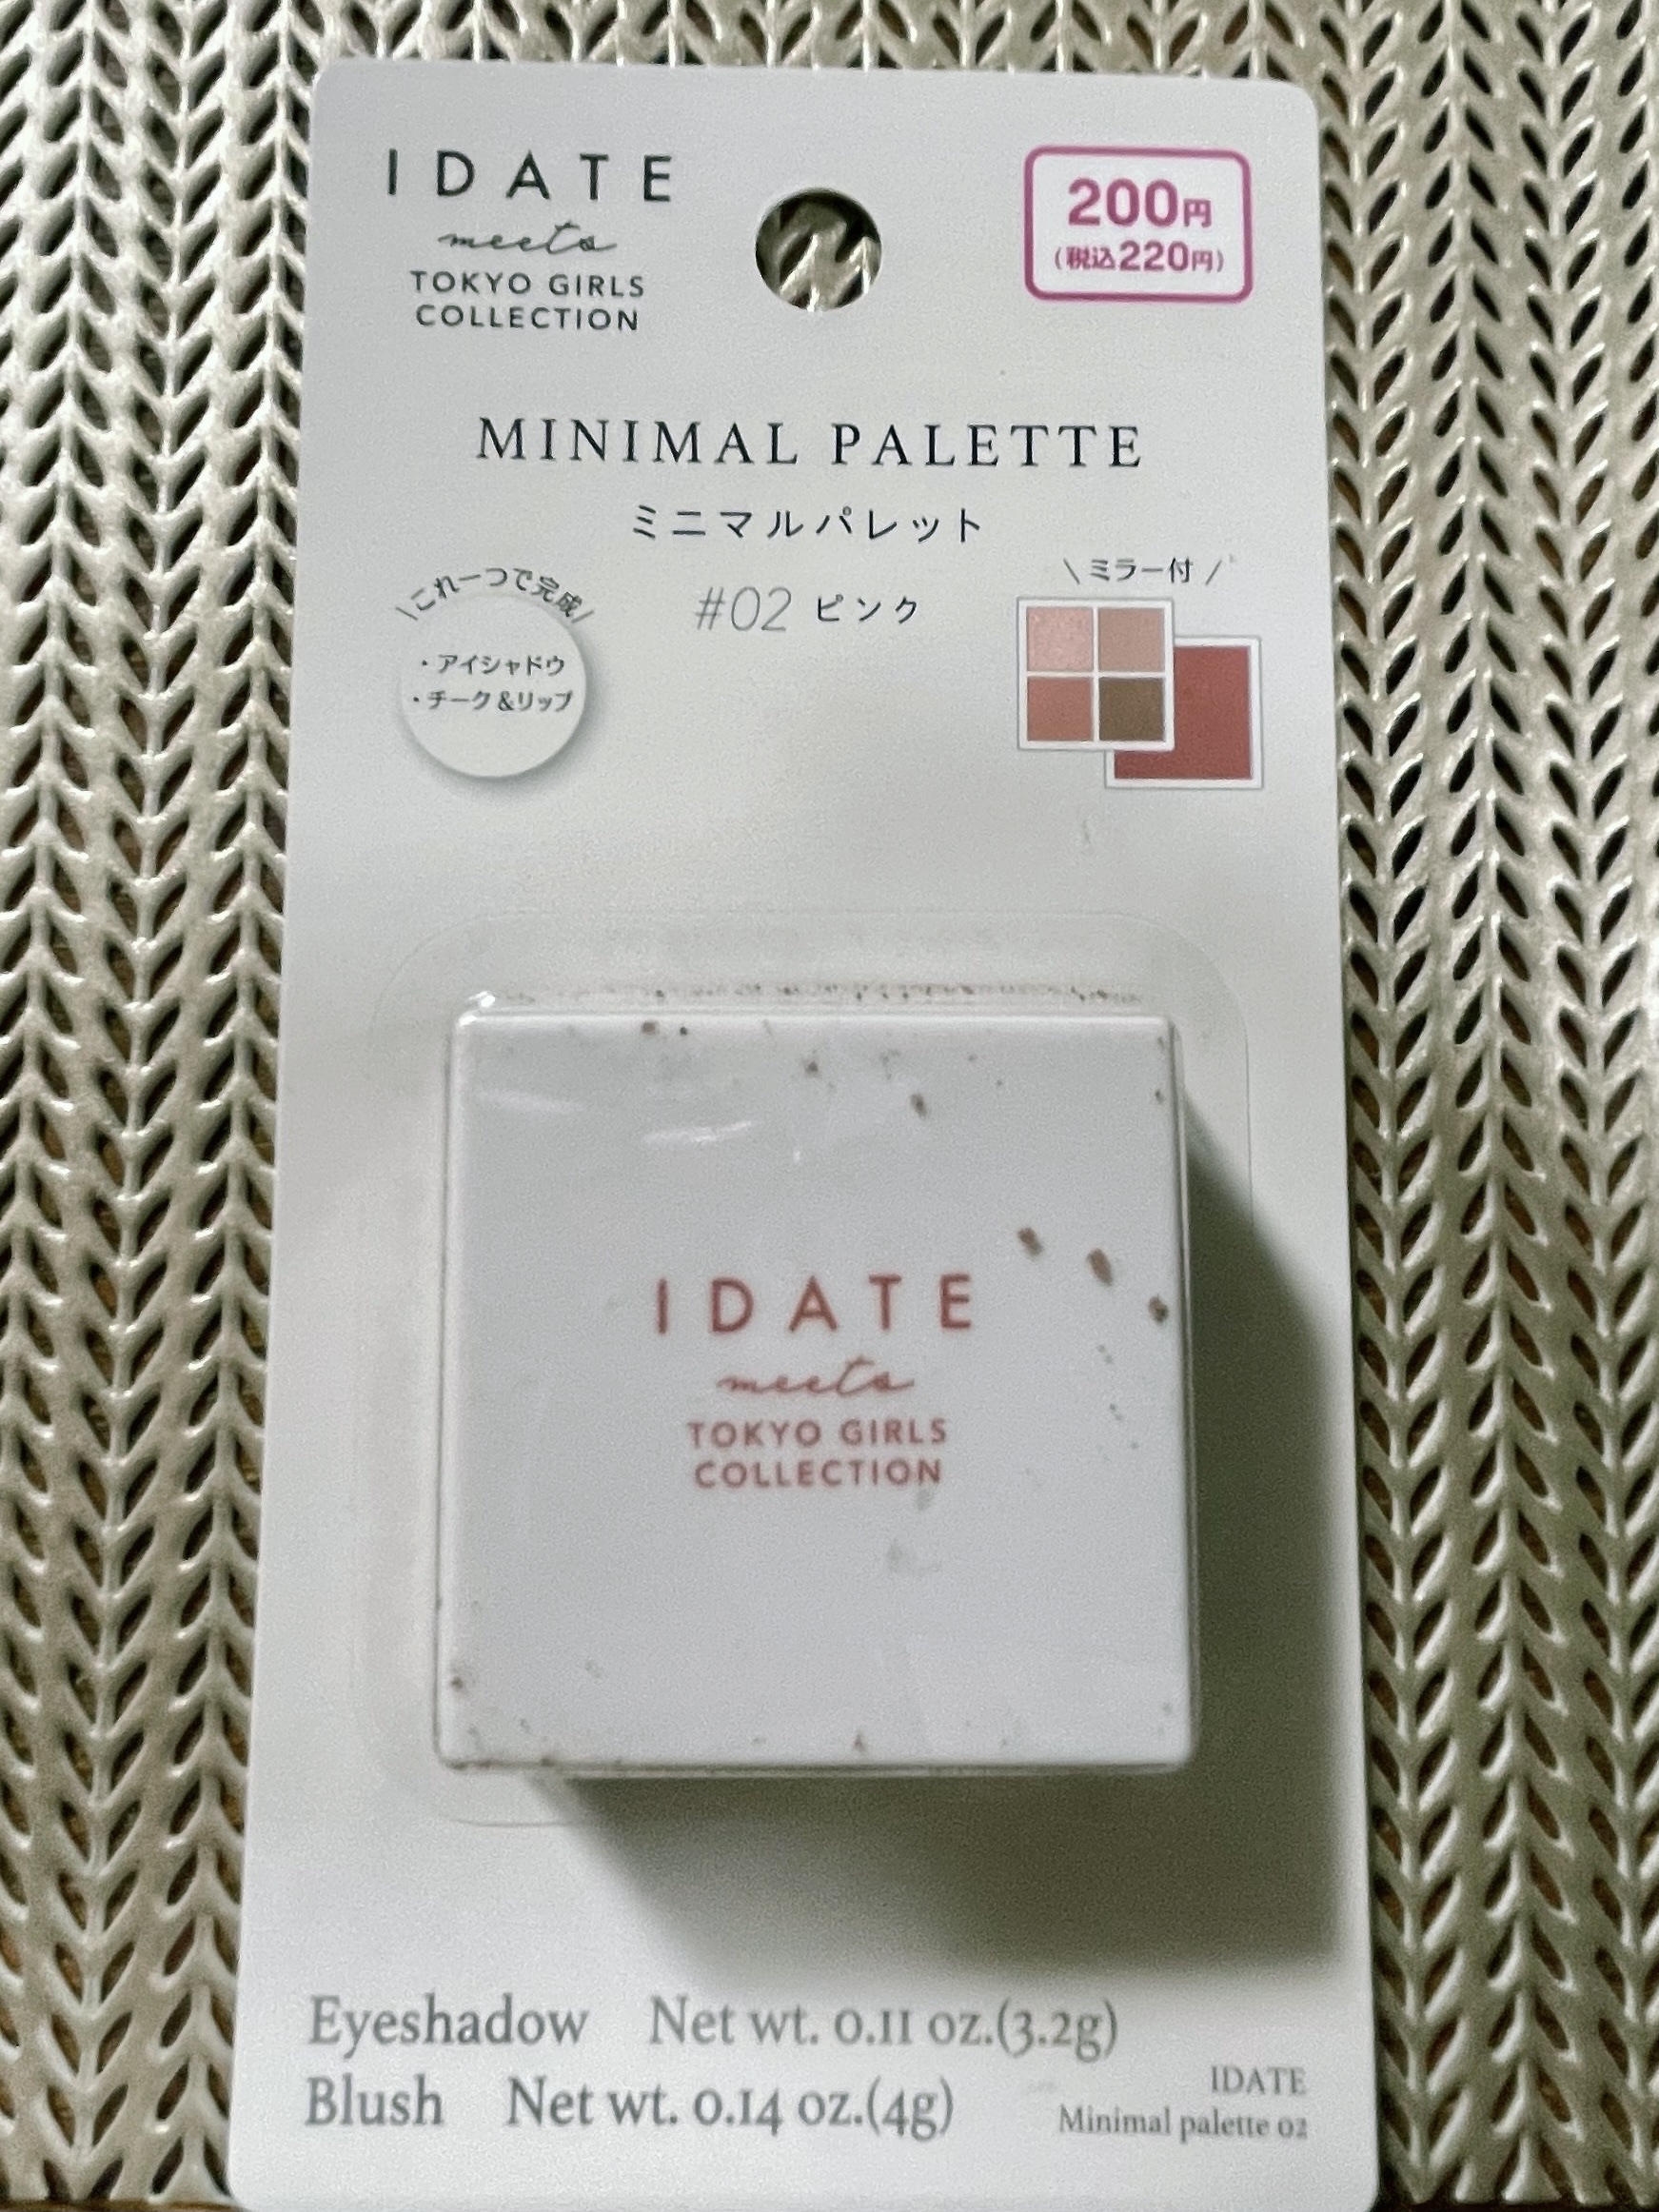 IDATE
meets
TOKYO GIRLS
COLLECTION
200円
(税込220円)
MINIMAL PALETTE
ミニマルパレット
#02 ピンク
\これ一つで完成/
・アイシャドウ
・チーク&リップ
\ミラー付/
IDATE
meets
TOKYO GIRLS
COLLECTION
Eyeshadow Net wt. 0.11 oz.(3.2g)
Blush Net wt. 0.14 oz.(4g)
IDATE
Minimal palette 02